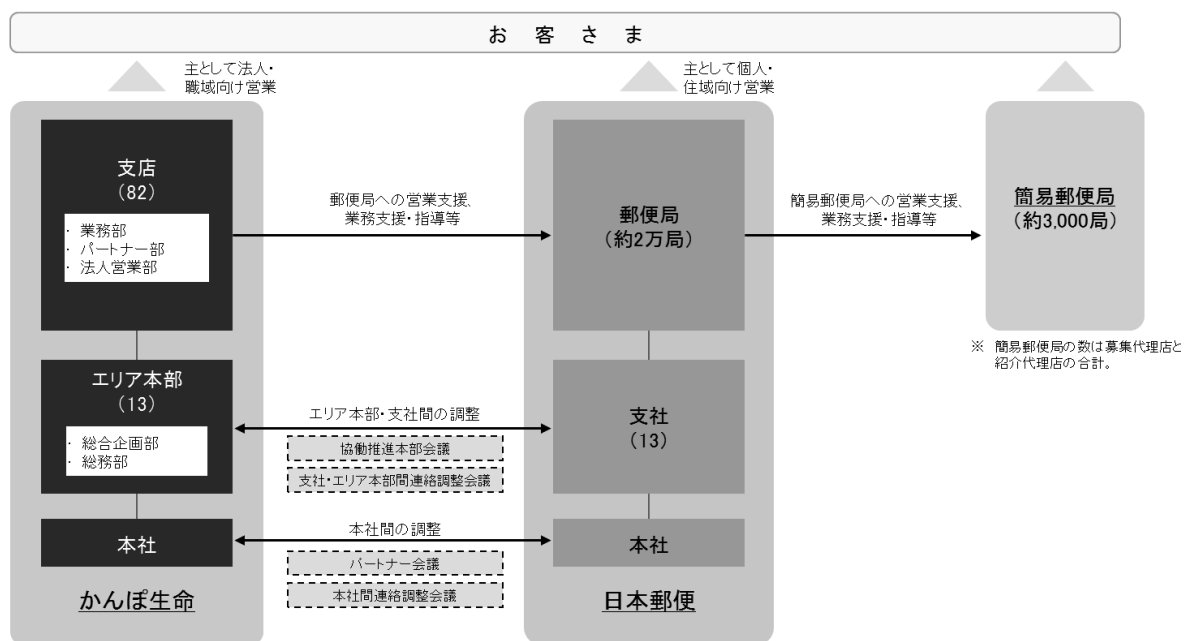 お 客 さ ま
主として法人・
職域向け営業
主として個人・
住域向け営業
支店
(82)
・ 業務部
・ パートナー部
・ 法人営業部
郵便局への営業支援、
業務支援・指導等
郵便局
(約2万局)
簡易郵便局への営業支援、
業務支援・指導等
簡易郵便局
(約3,000局)
※ 簡易郵便局の数は募集代理店と
紹介代理店の合計。
エリア本部
(13)
・ 総合企画部
・ 総務部
エリア本部・支社間の調整
協働推進本部会議
支社・エリア本部間連絡調整会議
支社
(13)
本社
本社間の調整
パートナー会議
本社間連絡調整会議
本社
かんぽ生命
日本郵便